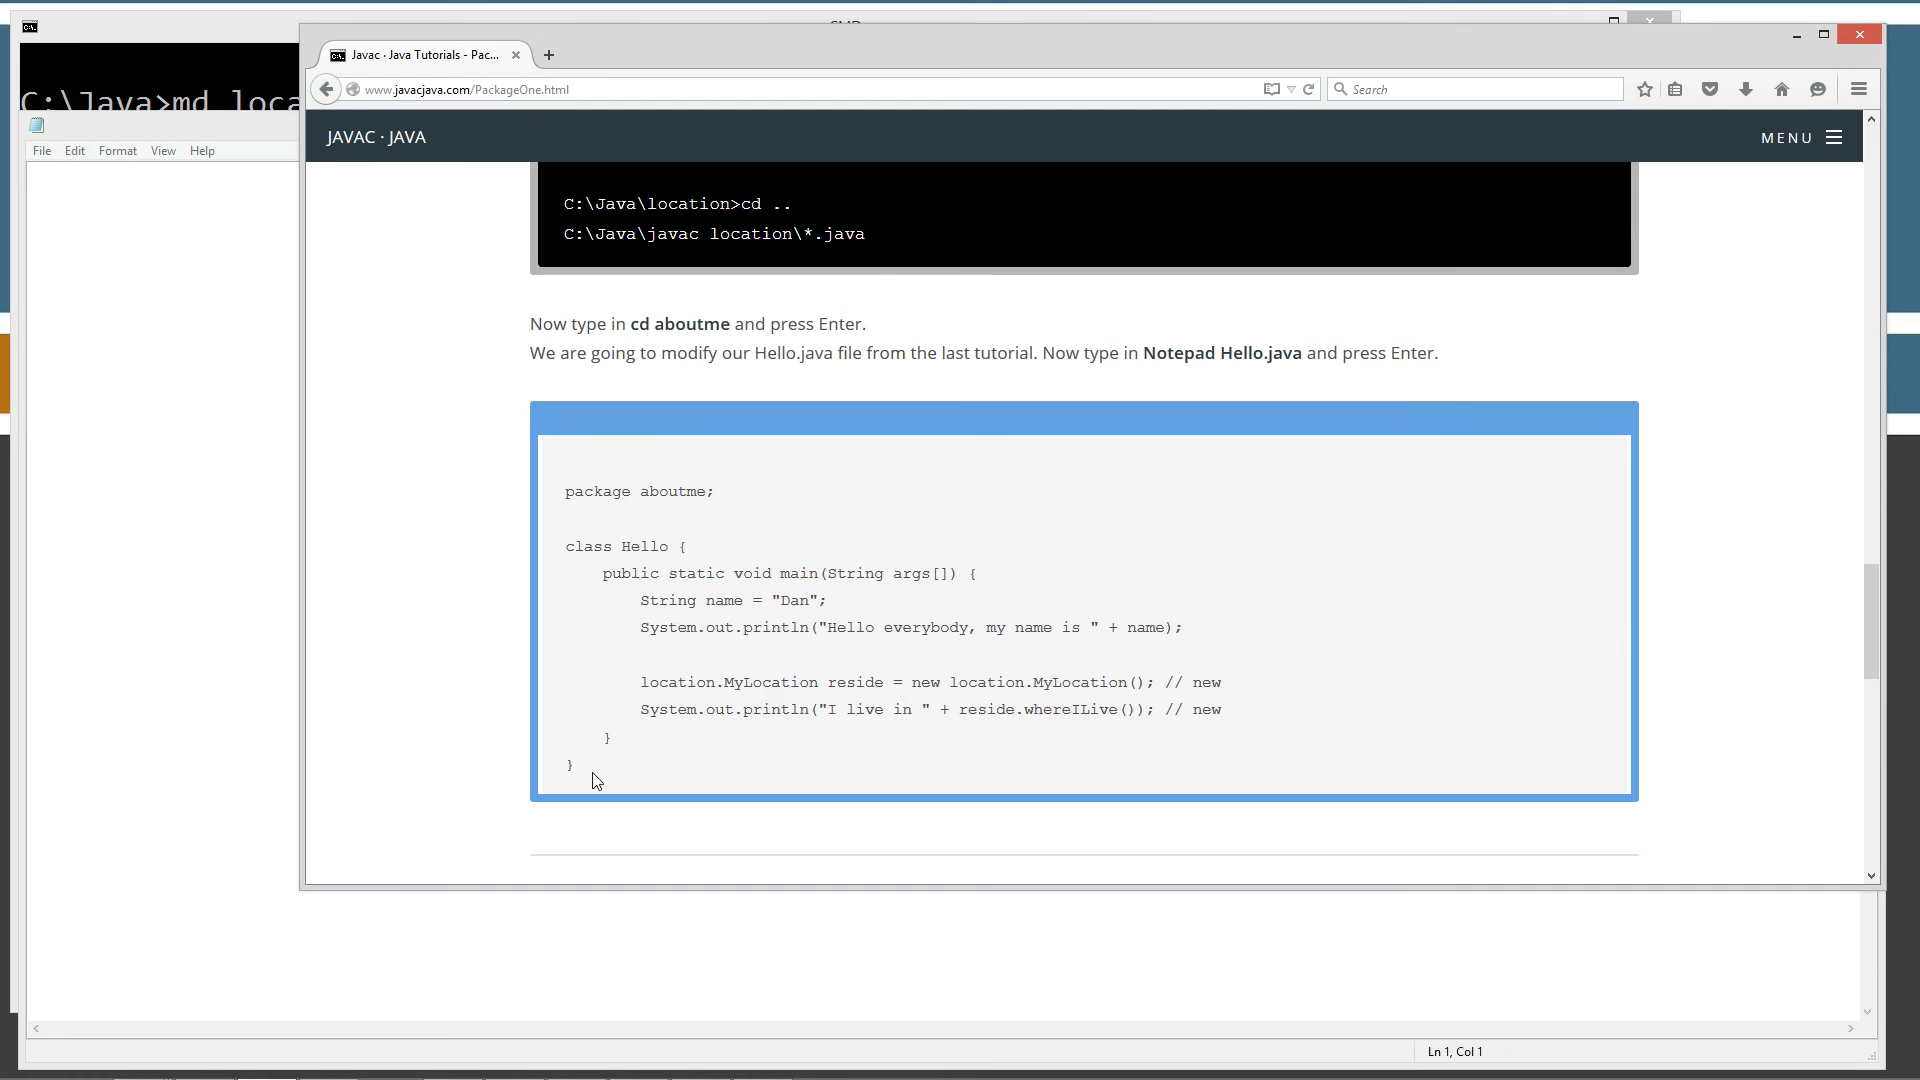 Javac · Java Tutorials - Pac...
www.javacjava.com/PackageOne.html
Search
C:\Java>md loca
File Edit Format View Help
JAVAC · JAVA
MENU
C:\Java\location>cd ..
C:\Java\javac location\*.java
Now type in cd aboutme and press Enter.
We are going to modify our Hello.java file from the last tutorial. Now type in Notepad Hello.java and press Enter.
package aboutme;
class Hello {
public static void main(String args[]) {
String name = "Dan";
System.out.println("Hello everybody, my name is " + name);
location.MyLocation reside = new location.MyLocation(); // new
System.out.println("I live in " + reside.whereILive()); // new
}
}
Ln 1, Col 1